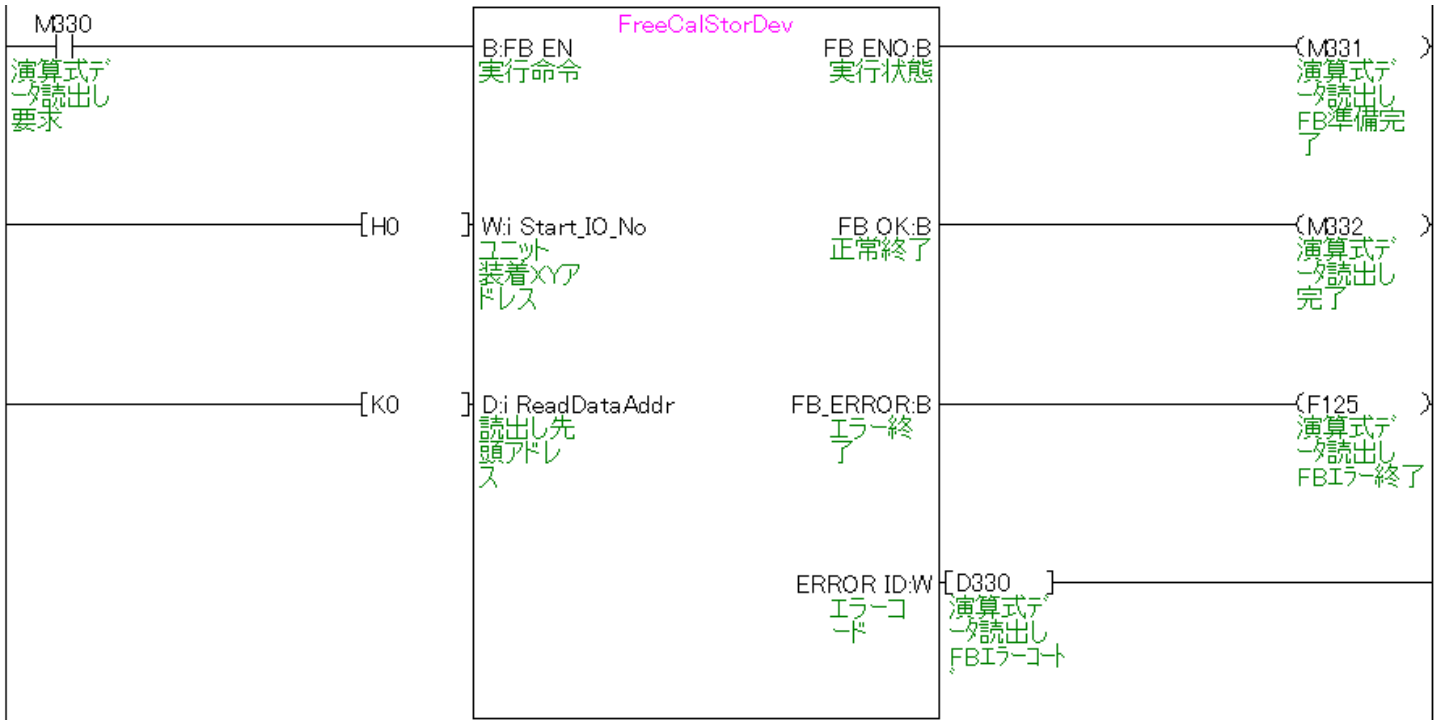 M330
FreeCalStorDev
B:FB_EN
FB_ENO:B
M331
演算式デ
ータ読出し
要求
実行命令
実行状態
演算式デ
ータ読出し
FB準備完
了
H0
W:i_Start_IO_No
FB_OK:B
M332
ユニット
装着XYア
ドレス
正常終了
演算式デ
ータ読出し
完了
K0
D:i_ReadDataAddr
FB_ERROR:B
F125
読出し先
頭アドレ
ス
エラー終
了
演算式デ
ータ読出し
FBエラー終了
ERROR_ID:W
D330
エラーコ
ード
演算式デ
ータ読出し
FBエラーコート
゛